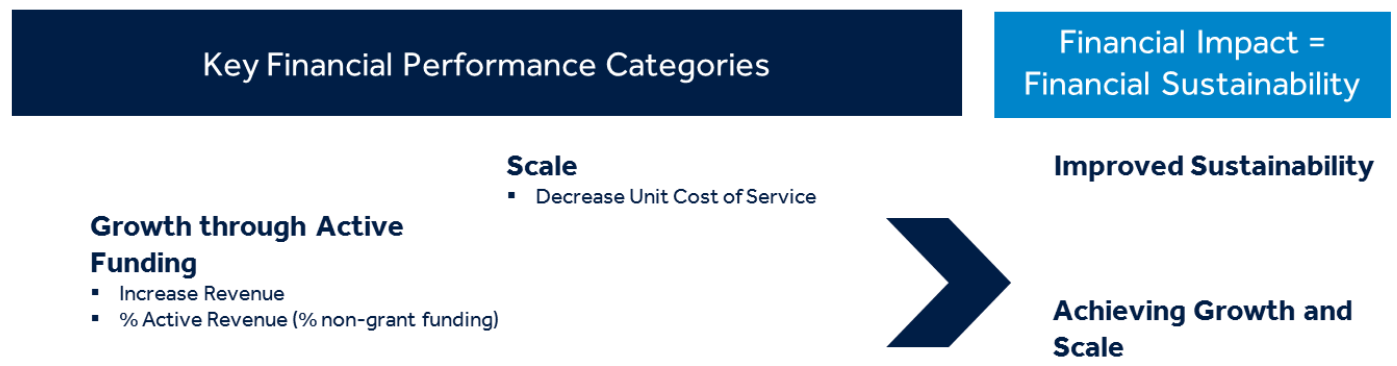 Key Financial Performance Categories
Financial Impact =
Financial Sustainability
Growth through Active
Funding
▪ Increase Revenue
▪ % Active Revenue (% non-grant funding)
Scale
▪ Decrease Unit Cost of Service
Improved Sustainability
Achieving Growth and
Scale